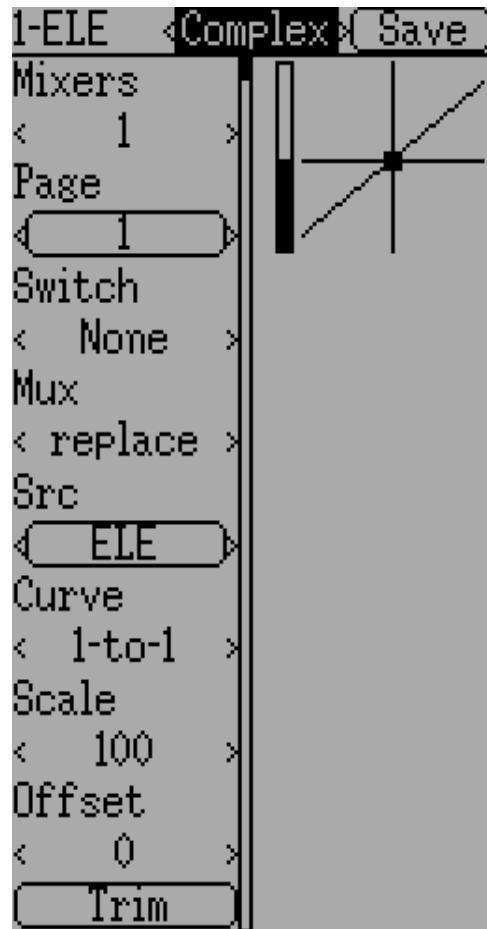 1-ELE Complex Save
Mixers
1
Page
1
Switch
None
Mux
replace
Src
ELE
Curve
1-to-1
Scale
100
Offset
0
Trim